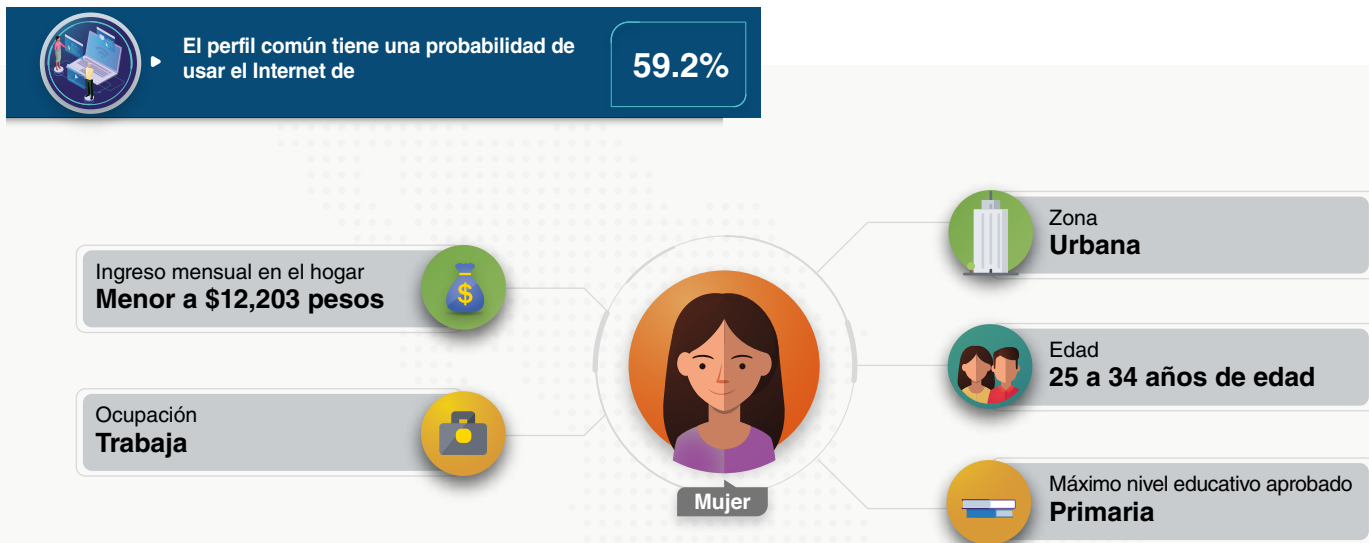 El perfil común tiene una probabilidad de
usar el Internet de
59.2%
Ingreso mensual en el hogar
Menor a $12,203 pesos
$
Ocupación
Trabaja
Mujer
Zona
Urbana
Edad
25 a 34 años de edad
Máximo nivel educativo aprobado
Primaria